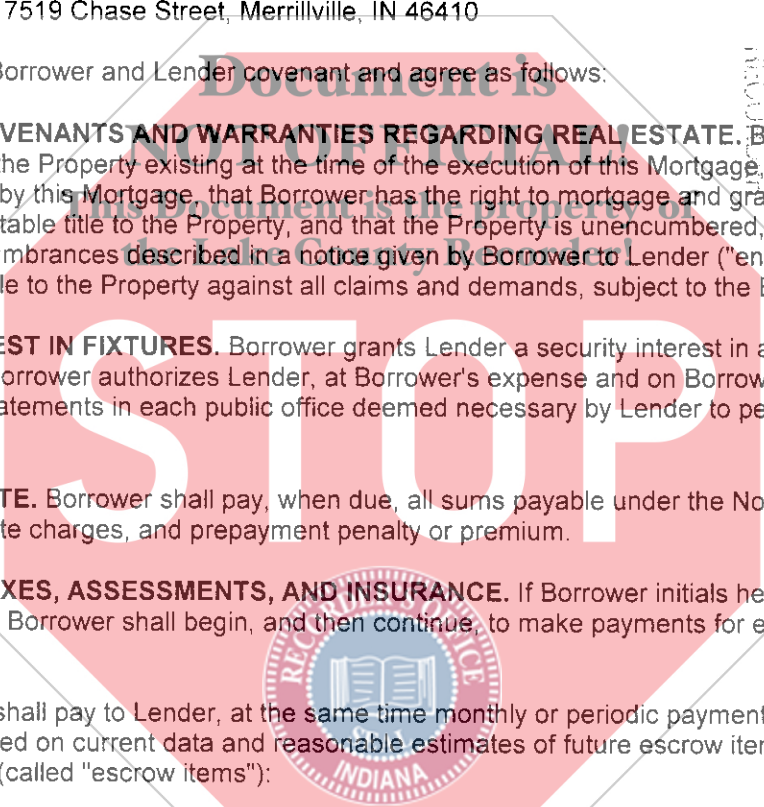 7519 Chase Street, Merrillville, IN 46410
Borrower and Lender covenant and agree as follows:
Document is
VENANTS AND WARRANTIES REGARDING REAL ESTATE. B
NOT OFFICIAL!
the Property existing at the time of the execution of this Mortgage,
by this Mortgage, that Borrower has the right to mortgage and gra
This Document is the property of
table title to the Property, and that the Property is unencumbered,
the Lake County Recorder!
mbrances described in a notice given by Borrower to Lender ("en
le to the Property against all claims and demands, subject to the E
EST IN FIXTURES. Borrower grants Lender a security interest in a
orrower authorizes Lender, at Borrower's expense and on Borrow
atements in each public office deemed necessary by Lender to pe
STOP
TE. Borrower shall pay, when due, all sums payable under the No
te charges, and prepayment penalty or premium.
XES, ASSESSMENTS, AND INSURANCE. If Borrower initials he
Borrower shall begin, and then continue, to make payments for e
RECORDER'S OFFICE
SEAL
INDIANA
shall pay to Lender, at the same time monthly or periodic payment
ed on current data and reasonable estimates of future escrow iter
(called "escrow items"):